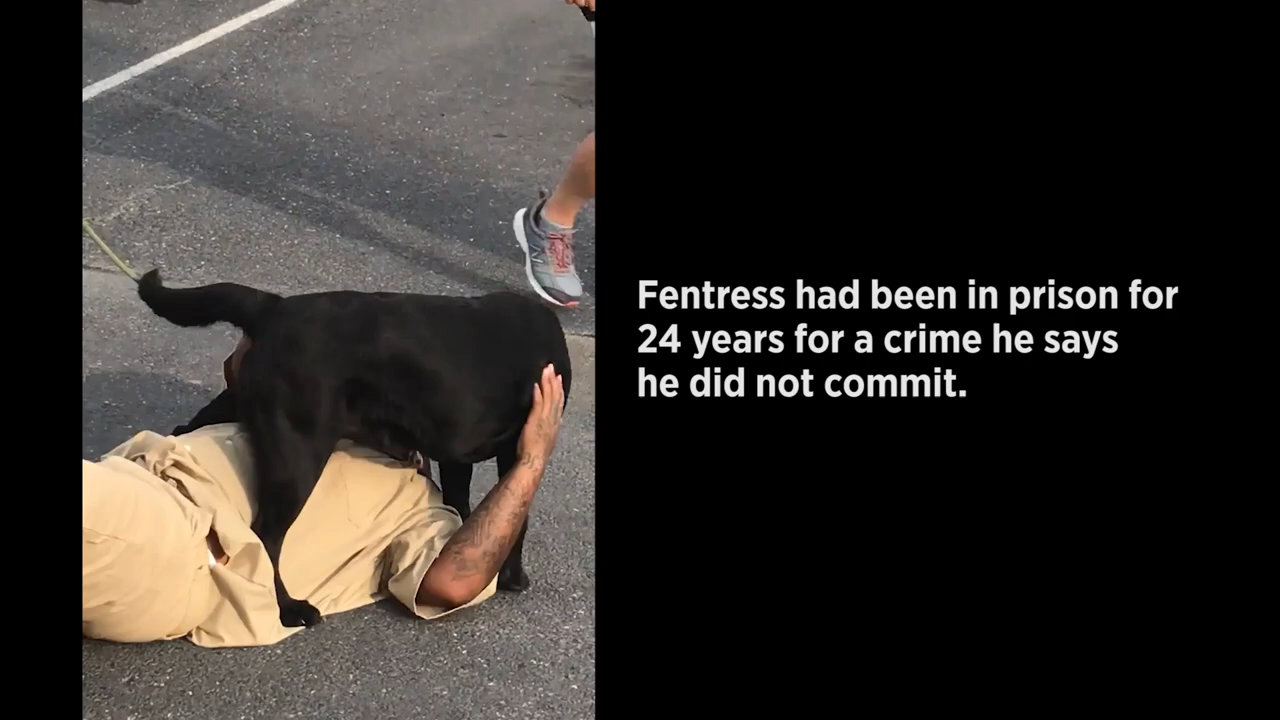 Fentress had been in prison for
24 years for a crime he says
he did not commit.